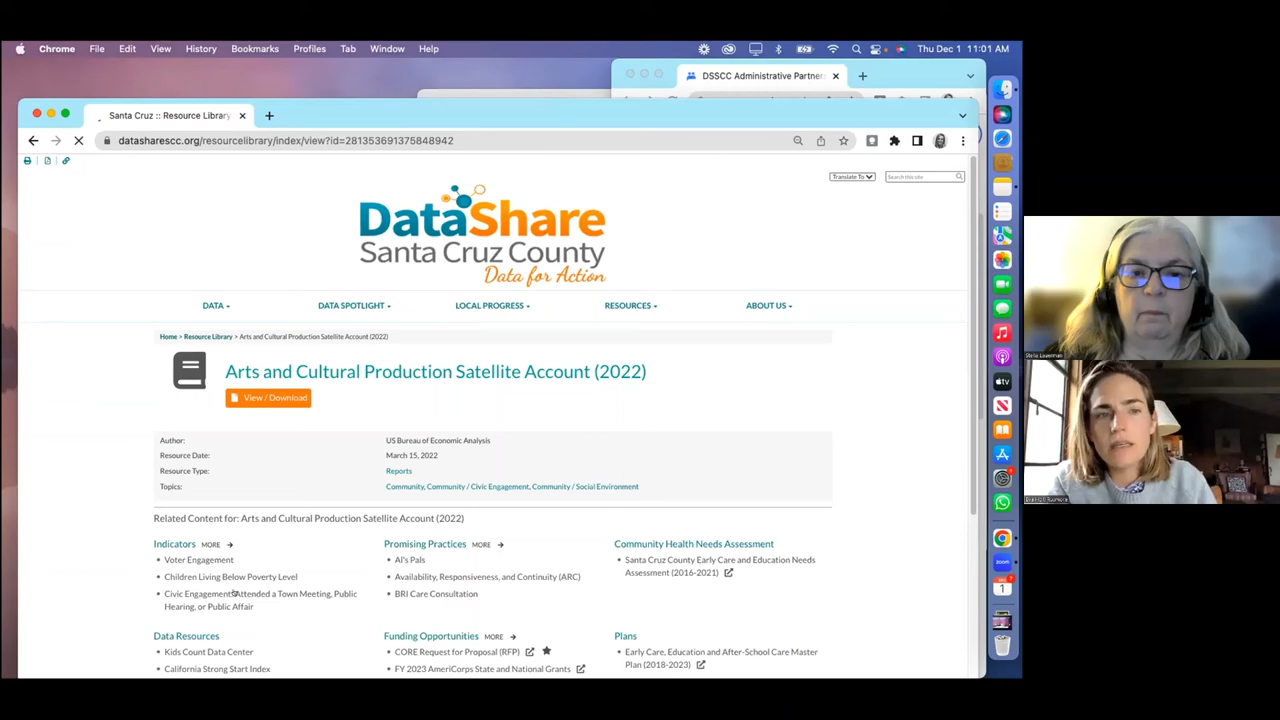 Chrome File Edit View History Bookmarks Profiles Tab Window Help Thu Dec 1 11:01 AM
DSSCC Administrative Partner
Santa Cruz :: Resource Library
datasharescc.org/resourcelibrary/index/view?id=281353691375848942
Translate To Search this site
DataShare
Santa Cruz County
Data for Action
DATA DATA SPOTLIGHT LOCAL PROGRESS RESOURCES ABOUT US
Home > Resource Library > Arts and Cultural Production Satellite Account (2022)
Arts and Cultural Production Satellite Account (2022)
View / Download
Author: US Bureau of Economic Analysis
Resource Date: March 15, 2022
Resource Type: Reports
Topics: Community, Community / Civic Engagement, Community / Social Environment
Related Content for: Arts and Cultural Production Satellite Account (2022)
Indicators MORE → Promising Practices MORE → Community Health Needs Assessment
Voter Engagement Al's Pals Santa Cruz County Early Care and Education Needs
Assessment (2016-2021)
Children Living Below Poverty Level Availability, Responsiveness, and Continuity (ARC)
Civic Engagement: Attended a Town Meeting, Public BRI Care Consultation
Hearing, or Public Affair
Data Resources Funding Opportunities MORE → Plans
Kids Count Data Center CORE Request for Proposal (RFP) Early Care, Education and After-School Care Master
Plan (2018-2023)
California Strong Start Index FY 2023 AmeriCorps State and National Grants
tv
1